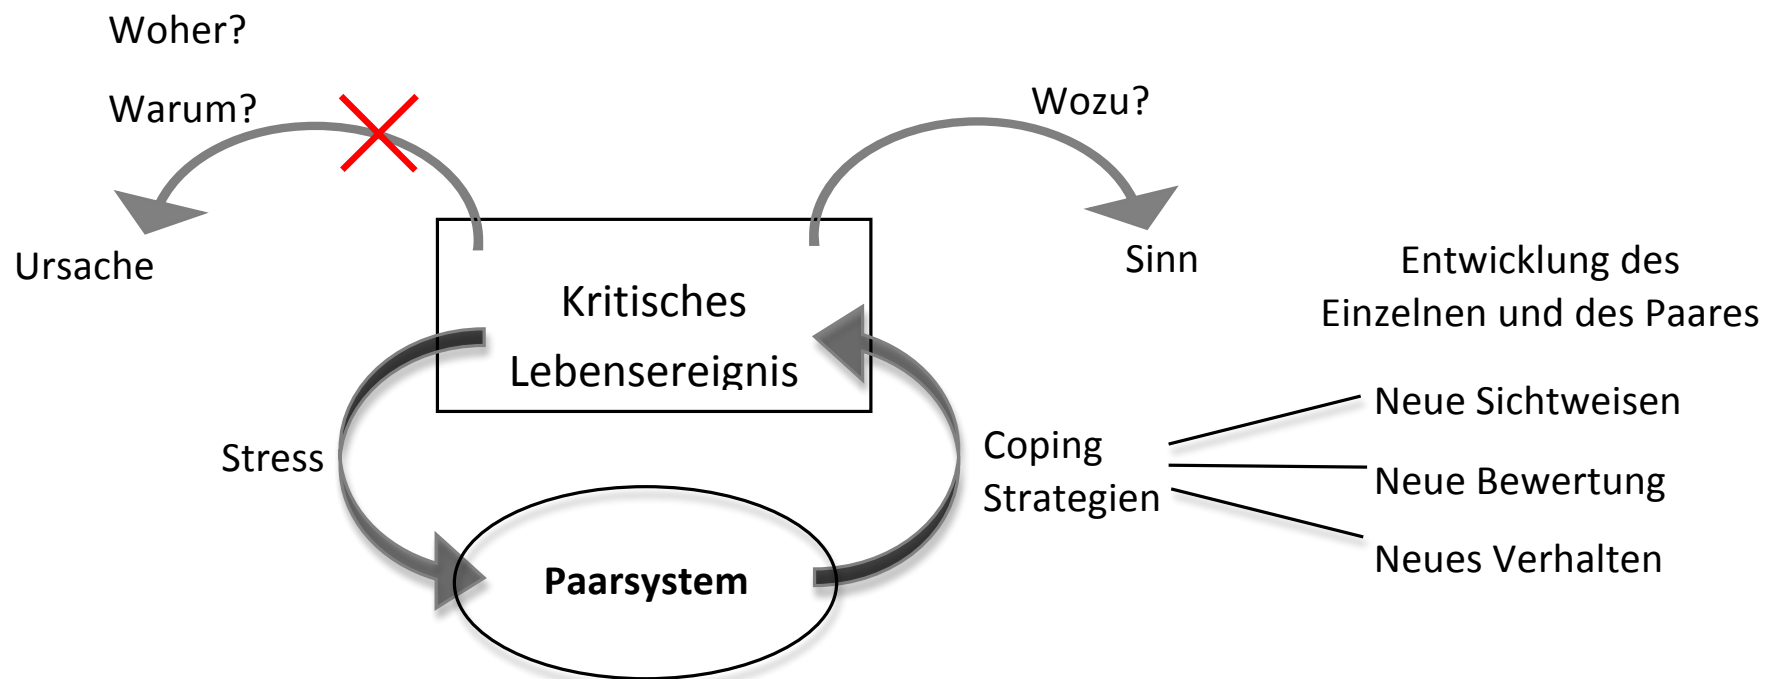 Woher?
Warum?
Wozu?
Ursache
Sinn
Entwicklung des
Einzelnen und des Paares
Kritisches
Lebensereignis
Neue Sichtweisen
Stress
Coping
Strategien
Neue Bewertung
Neues Verhalten
Paarsystem